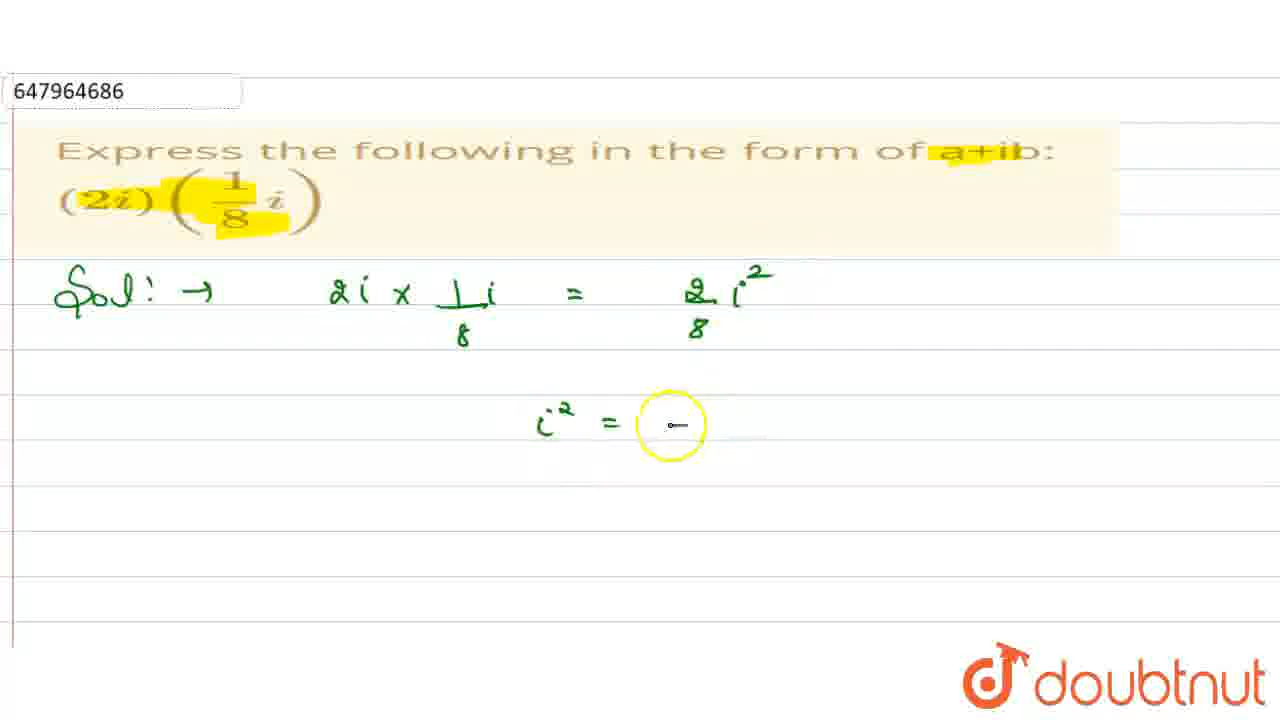 647964686
Express the following in the form of a+ib:
(2i) (1/8 i)
Sol: → 2i × 1/8 i = 2/8 i²
i² = -
doubtnut